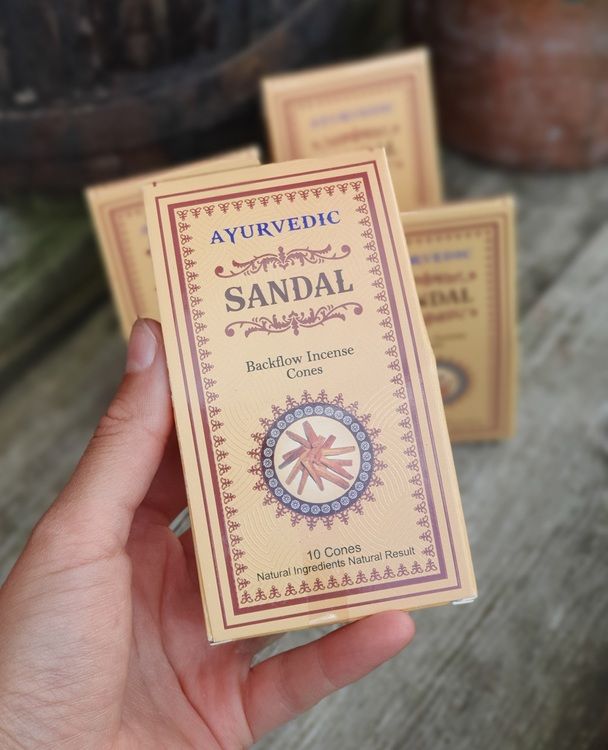 AYURVEDIC
SANDAL
Backflow Incense
Cones
10 Cones
Natural Ingredients Natural Result